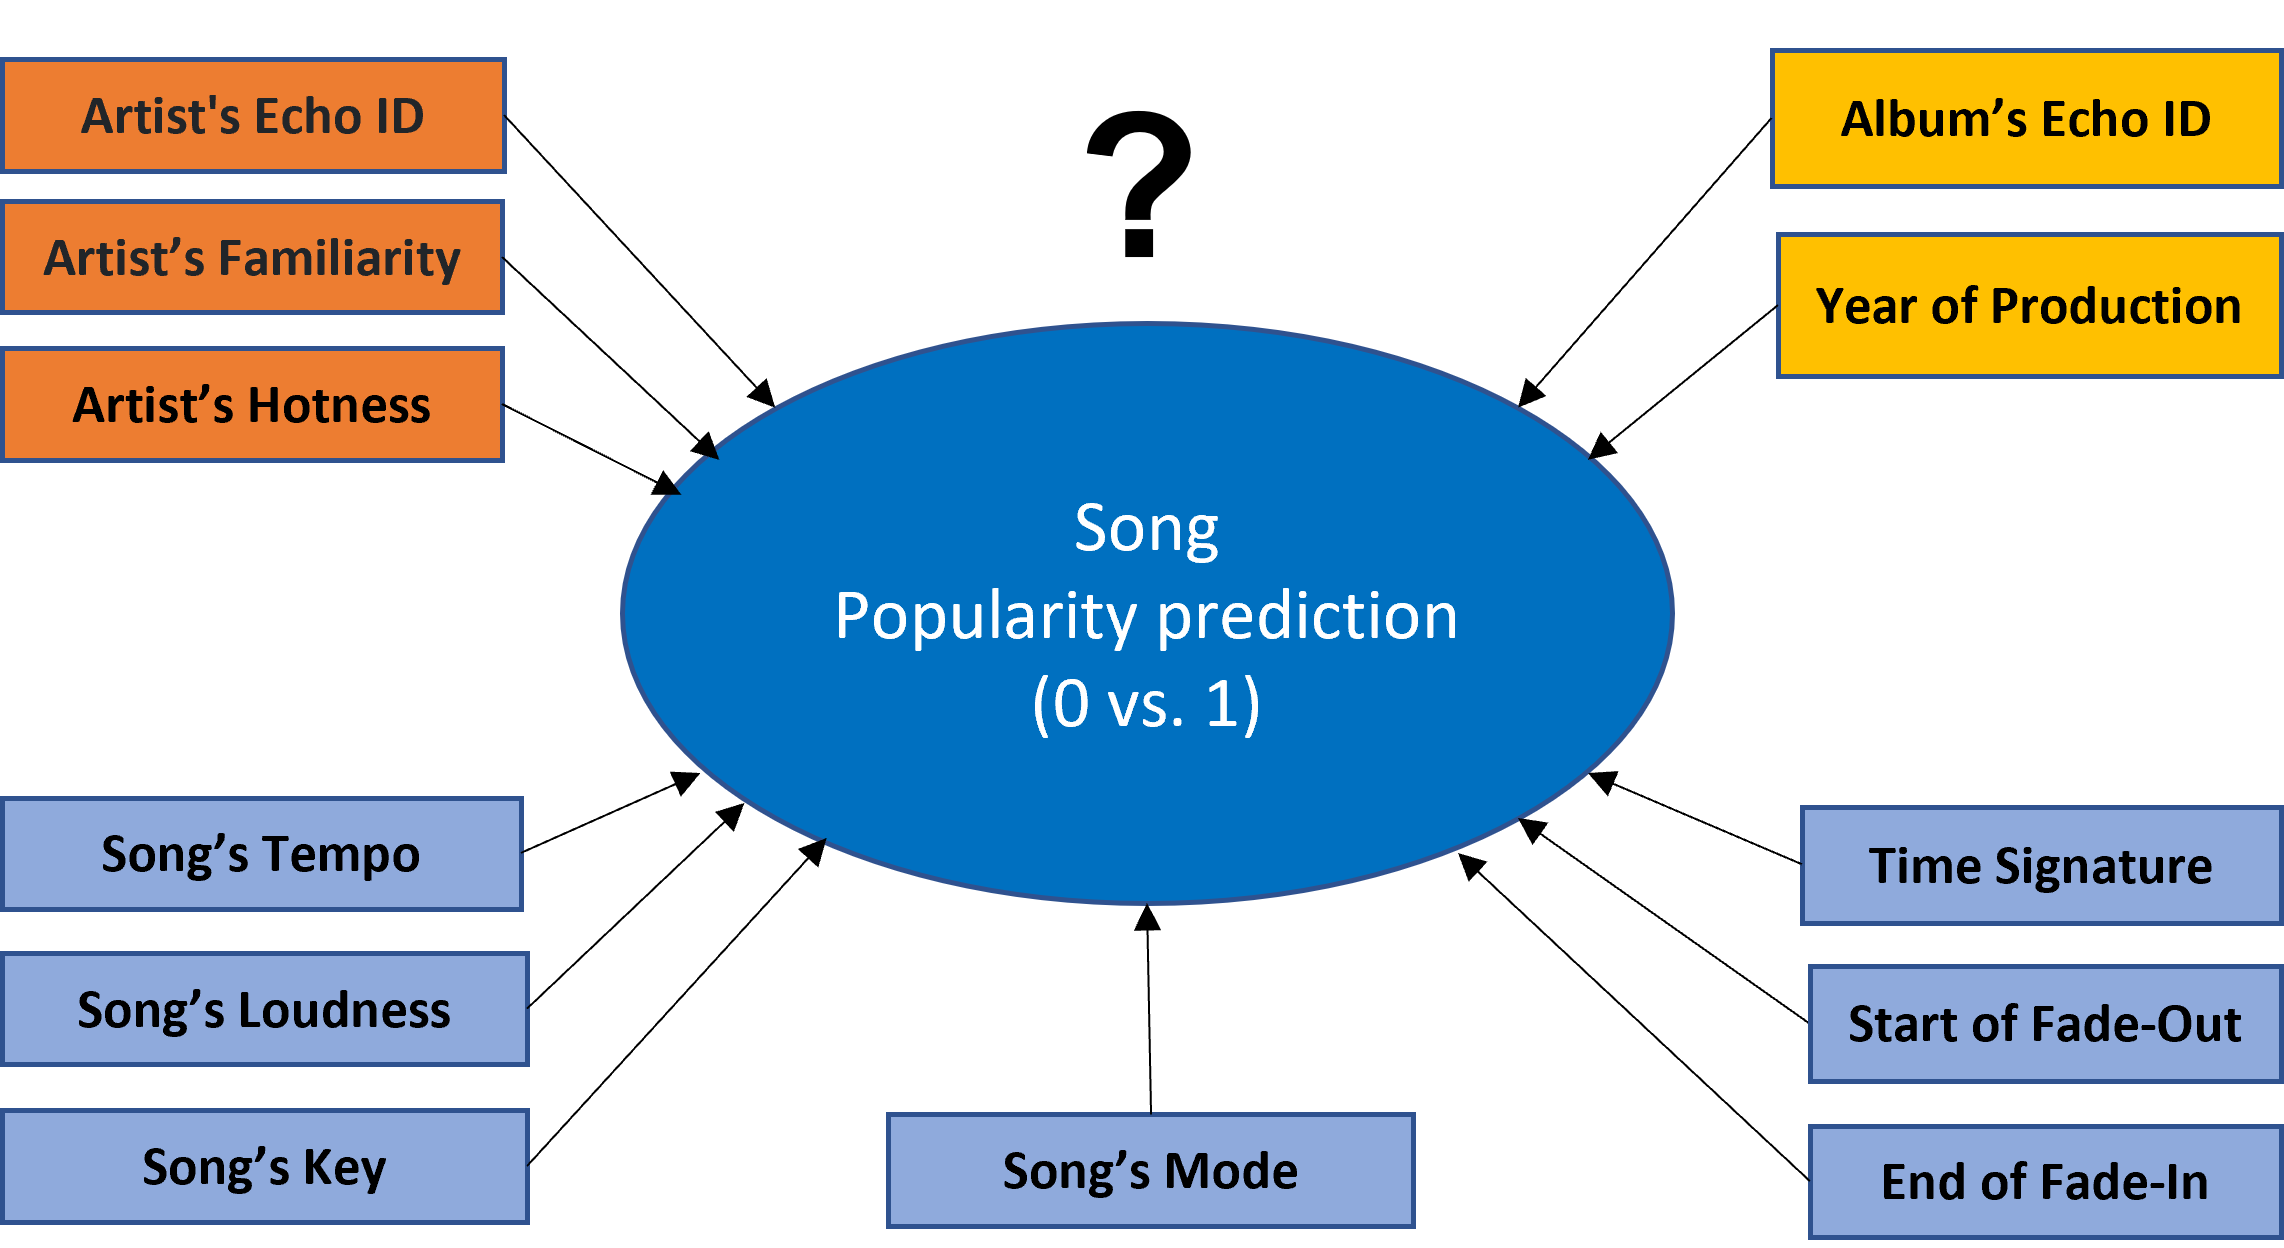 Artist's Echo ID
Artist’s Familiarity
Artist’s Hotness
?
Album’s Echo ID
Year of Production
Song
Popularity prediction
(0 vs. 1)
Song’s Tempo
Song’s Loudness
Song’s Key
Song’s Mode
Time Signature
Start of Fade-Out
End of Fade-In